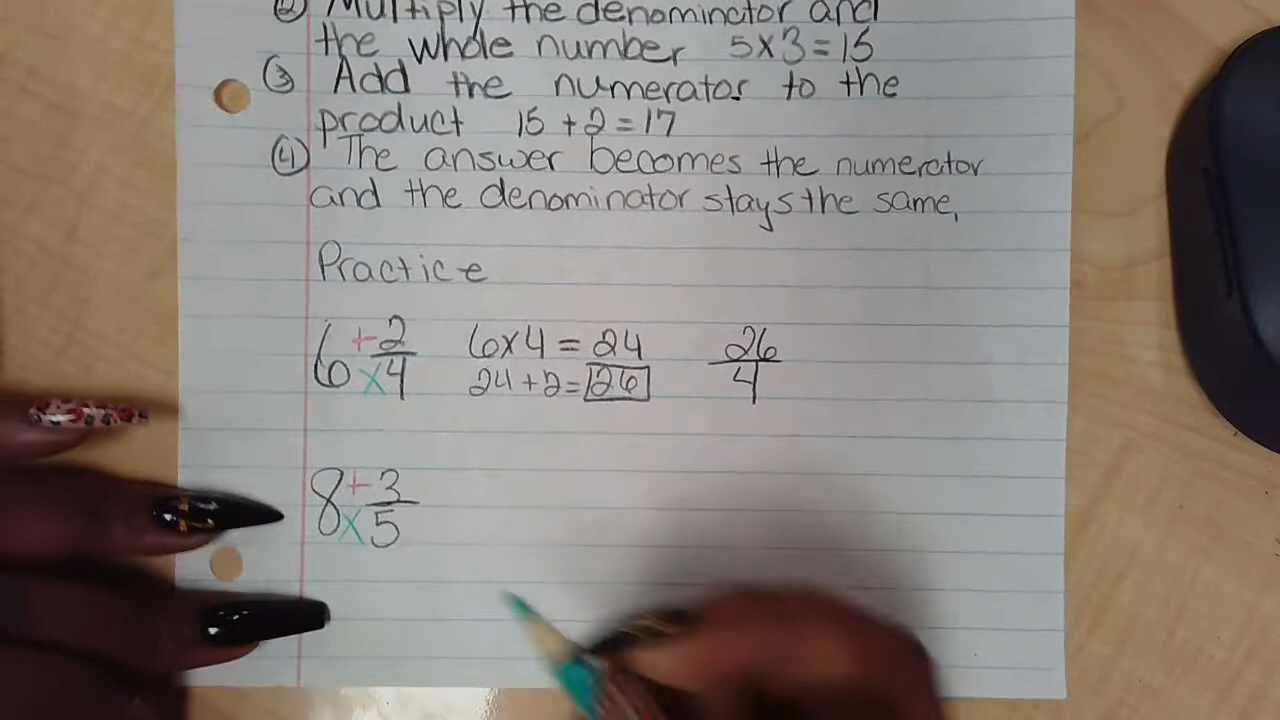 ② Multiply the denominator and
the whole number 5x3=15
③ Add the numerator to the
product 15+2=17
④ The answer becomes the numerator
and the denominator stays the same.
Practice
6 + 2/x 4 6x4=24 26/4
24+2=26
8 + 3/x 5